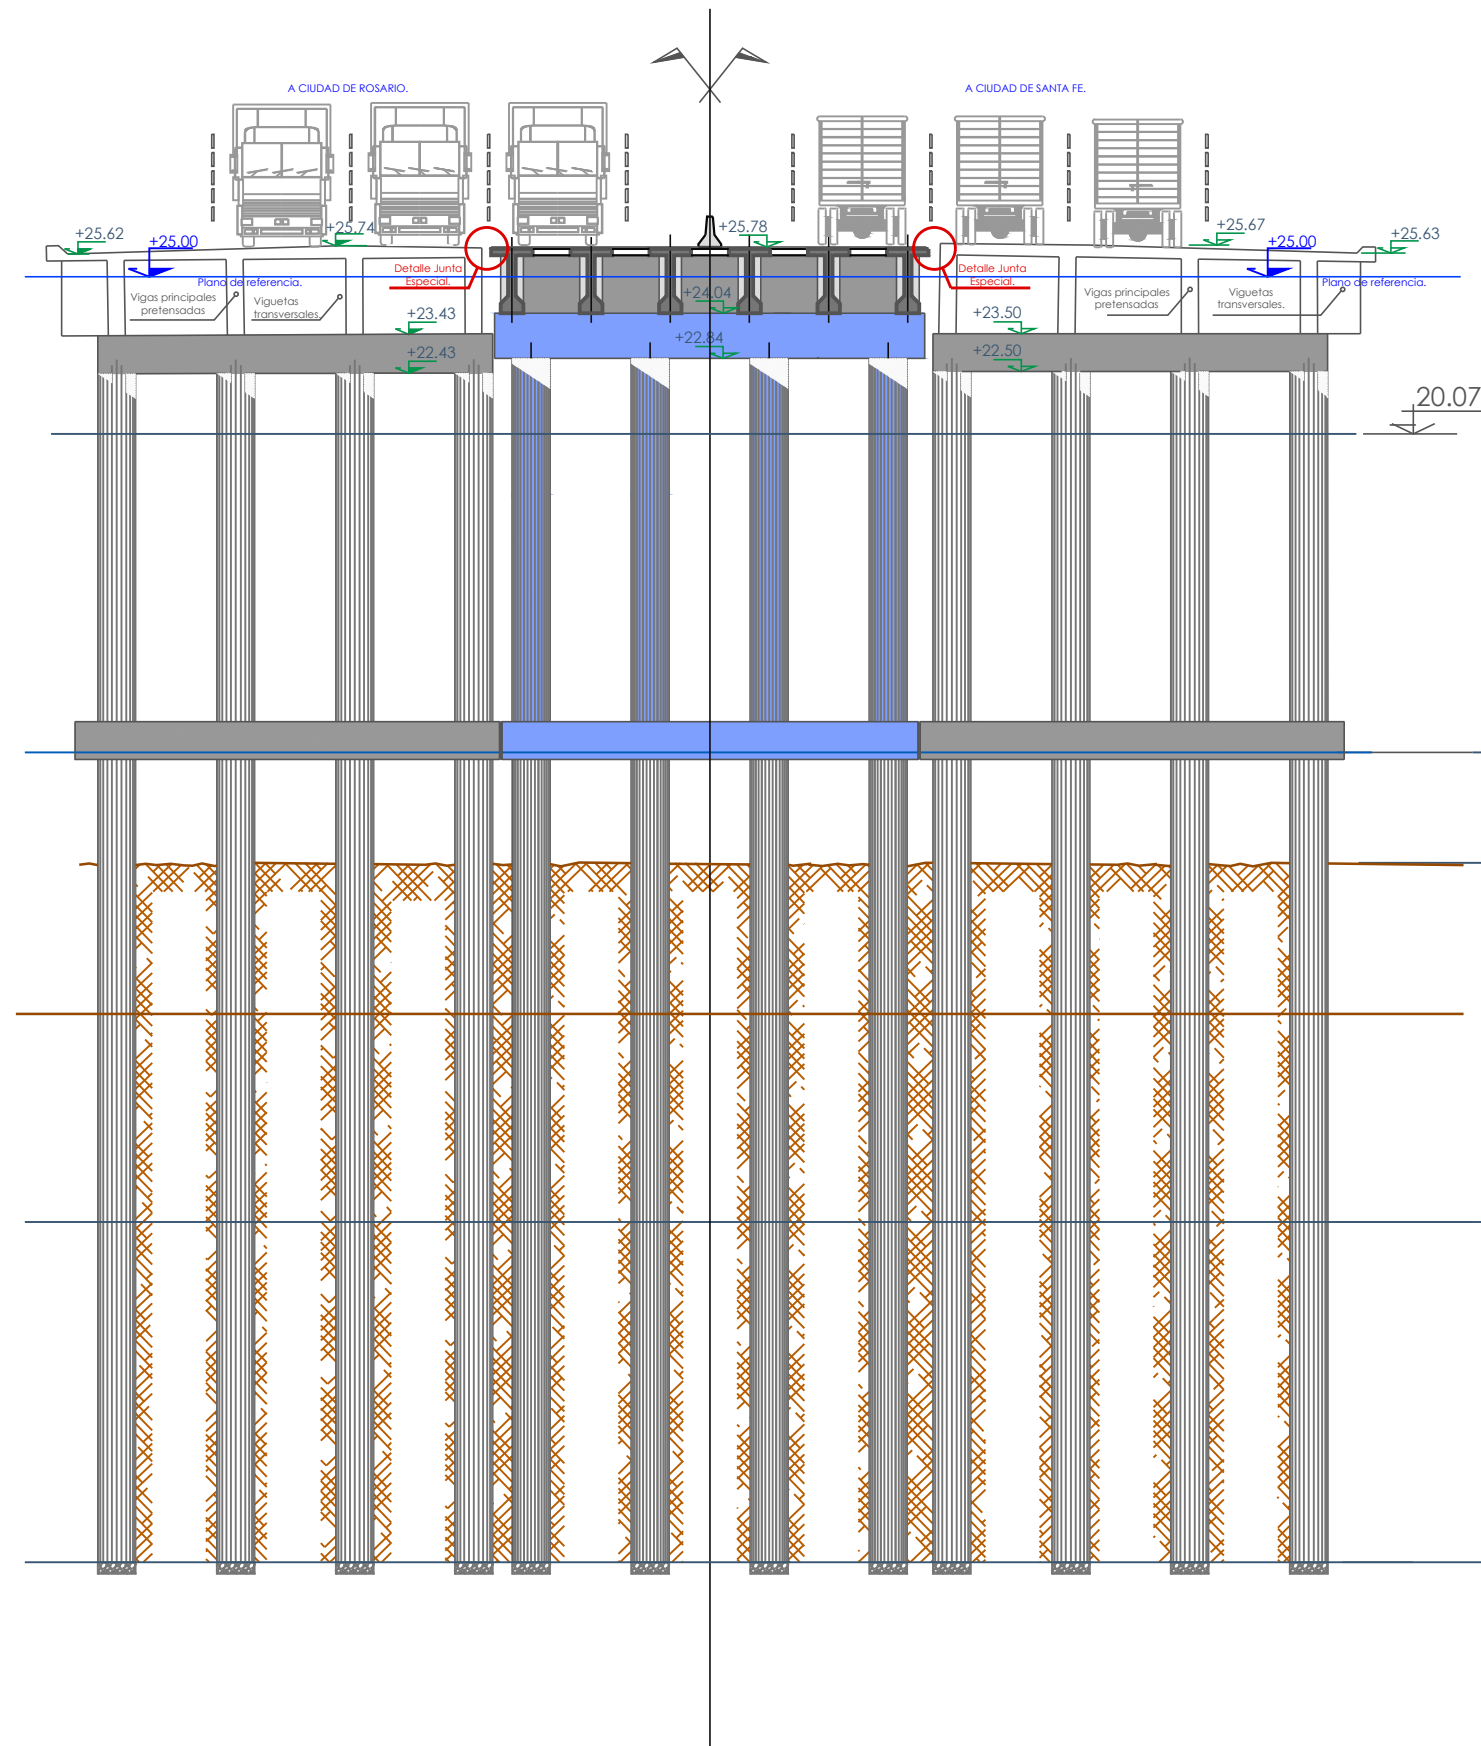 A CIUDAD DE ROSARIO.
A CIUDAD DE SANTA FE.
+25.62
+25.00
+25.74
+25.78
+25.67
+25.00
+25.63
Detalle Junta
Especial.
Detalle Junta
Especial.
Plano de referencia.
Plano de referencia.
Vigas principales
pretensadas
Viguetas
transversales.
+24.04
Vigas principales
pretensadas
Viguetas
transversales.
+23.43
+23.50
+22.84
+22.43
+22.50
20.07